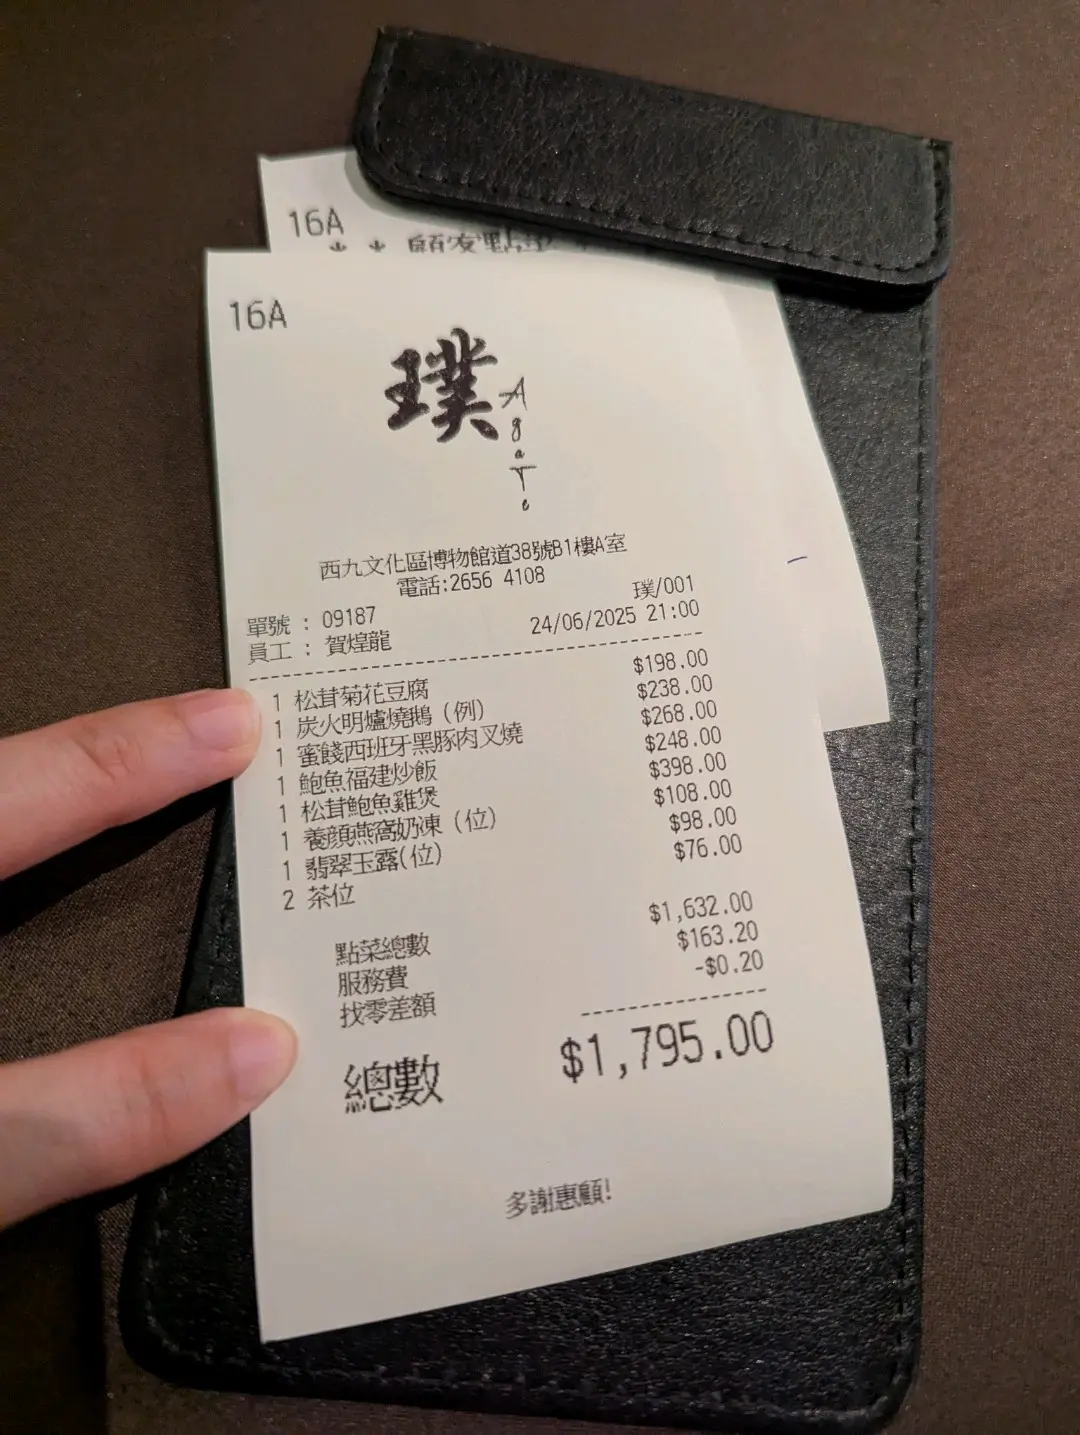 16A
* * 顧客點
16A
璞 AgaTe
西九文化區博物館道38號B1樓A室
電話:2656 4108
璞/001
單號 : 09187
員工 : 賀煌龍 24/06/2025 21:00
1 松茸菊花豆腐 $198.00
1 炭火明爐燒鵝 (例) $238.00
1 蜜餞西班牙黑豚肉叉燒 $268.00
1 鮑魚福建炒飯 $248.00
1 松茸鮑魚雞煲 $398.00
1 養顏燕窩奶凍 (位) $108.00
1 翡翠玉露(位) $98.00
2 茶位 $76.00
點菜總數 $1,632.00
服務費 $163.20
找零差額 -$0.20
總數 $1,795.00
多謝惠顧!